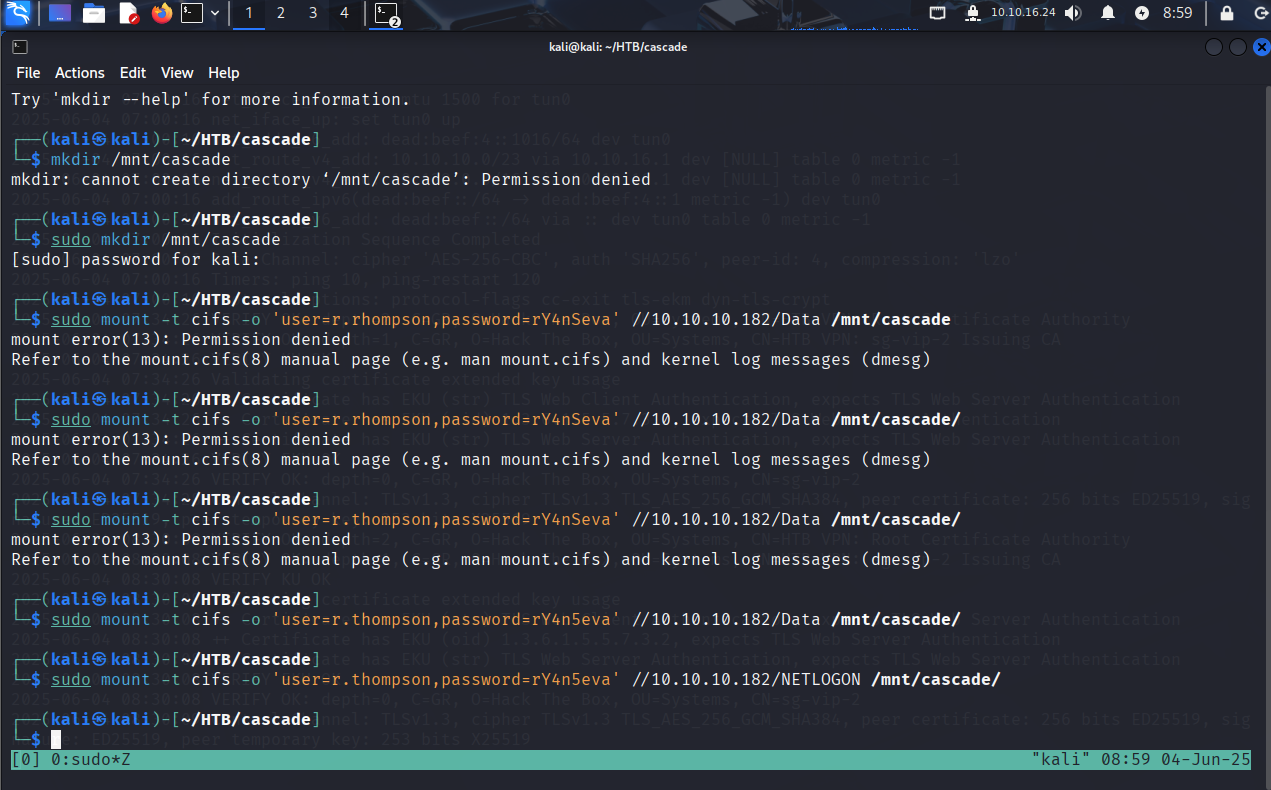 1 2 3 4 2 10.10.16.24 8:59
kali@kali: ~/HTB/cascade
File Actions Edit View Help
Try 'mkdir --help' for more information.
┌──(kali㉿kali)-[~/HTB/cascade]
└─$ mkdir /mnt/cascade
mkdir: cannot create directory ‘/mnt/cascade’: Permission denied
┌──(kali㉿kali)-[~/HTB/cascade]
└─$ sudo mkdir /mnt/cascade
[sudo] password for kali:
┌──(kali㉿kali)-[~/HTB/cascade]
└─$ sudo mount -t cifs -o 'user=r.rhompson,password=rY4nSeva' //10.10.10.182/Data /mnt/cascade
mount error(13): Permission denied
Refer to the mount.cifs(8) manual page (e.g. man mount.cifs) and kernel log messages (dmesg)
┌──(kali㉿kali)-[~/HTB/cascade]
└─$ sudo mount -t cifs -o 'user=r.rhompson,password=rY4nSeva' //10.10.10.182/Data /mnt/cascade/
mount error(13): Permission denied
Refer to the mount.cifs(8) manual page (e.g. man mount.cifs) and kernel log messages (dmesg)
┌──(kali㉿kali)-[~/HTB/cascade]
└─$ sudo mount -t cifs -o 'user=r.thompson,password=rY4nSeva' //10.10.10.182/Data /mnt/cascade/
mount error(13): Permission denied
Refer to the mount.cifs(8) manual page (e.g. man mount.cifs) and kernel log messages (dmesg)
┌──(kali㉿kali)-[~/HTB/cascade]
└─$ sudo mount -t cifs -o 'user=r.thompson,password=rY4n5eva' //10.10.10.182/Data /mnt/cascade/
┌──(kali㉿kali)-[~/HTB/cascade]
└─$ sudo mount -t cifs -o 'user=r.thompson,password=rY4n5eva' //10.10.10.182/NETLOGON /mnt/cascade/
┌──(kali㉿kali)-[~/HTB/cascade]
└─$
[0] 0:sudo*Z "kali" 08:59 04-Jun-25